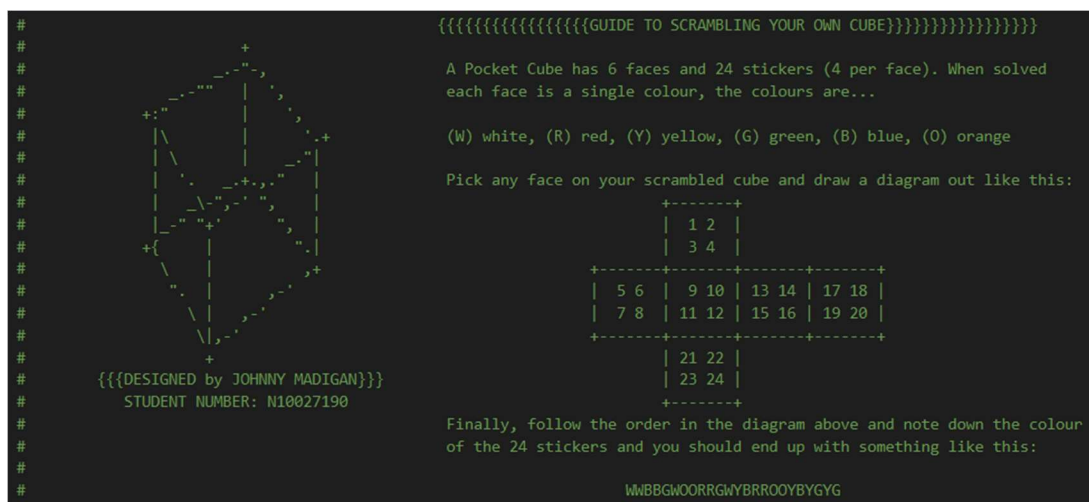 {{{{{{{{{{{{{{{{{GUIDE TO SCRAMBLING YOUR OWN CUBE}}}}}}}}}}}}}}}}}
A Pocket Cube has 6 faces and 24 stickers (4 per face). When solved
each face is a single colour, the colours are...
(W) white, (R) red, (Y) yellow, (G) green, (B) blue, (O) orange
Pick any face on your scrambled cube and draw a diagram out like this:
1 2
3 4
5 6 | 9 10 | 13 14 | 17 18
7 8 | 11 12 | 15 16 | 19 20
21 22
23 24
{{{DESIGNED by JOHNNY MADIGAN}}}
STUDENT NUMBER: N10027190
Finally, follow the order in the diagram above and note down the colour
of the 24 stickers and you should end up with something like this:
WWBBGWOORRGWYBRROOYBYGYG